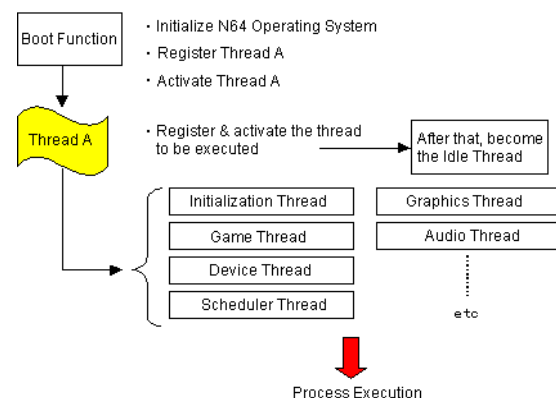 Boot Function
· Initialize N64 Operating System
· Register Thread A
· Activate Thread A
Thread A
· Register & activate the thread
to be executed
After that, become
the Idle Thread
Initialization Thread
Graphics Thread
Game Thread
Audio Thread
Device Thread
Scheduler Thread
etc
Process Execution